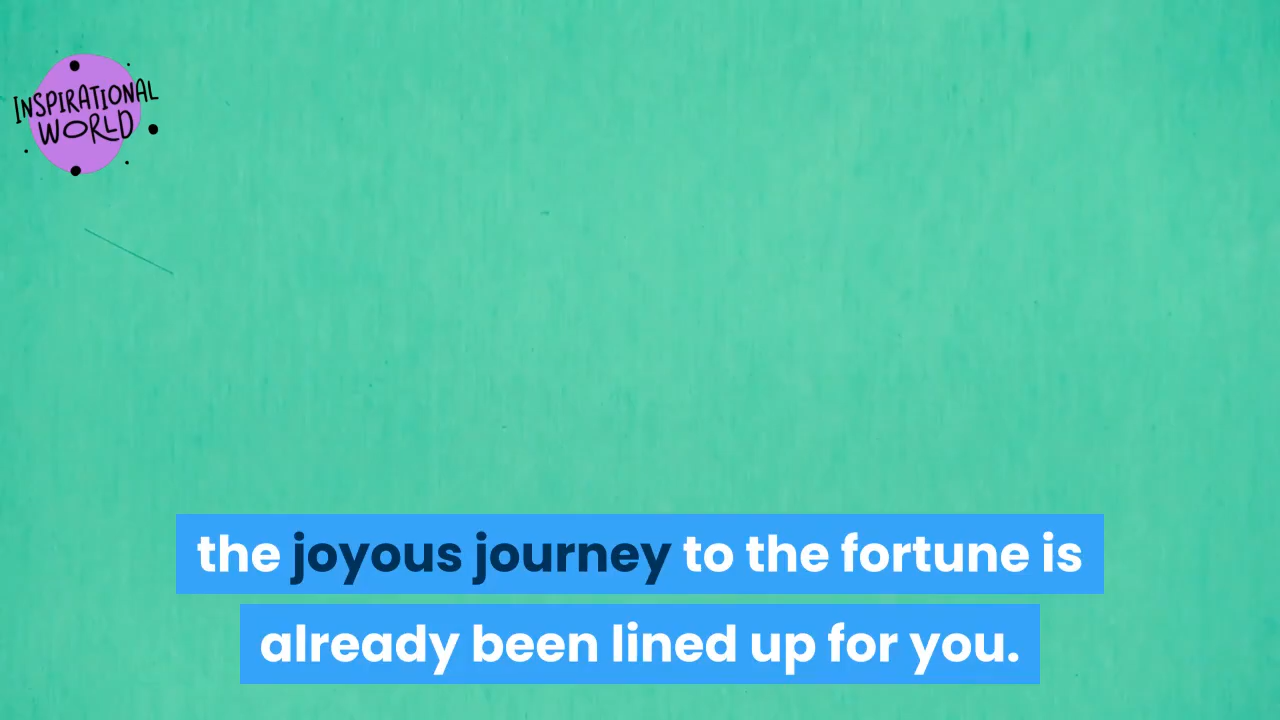 INSPIRATIONAL
WORLD
the joyous journey to the fortune is
already been lined up for you.